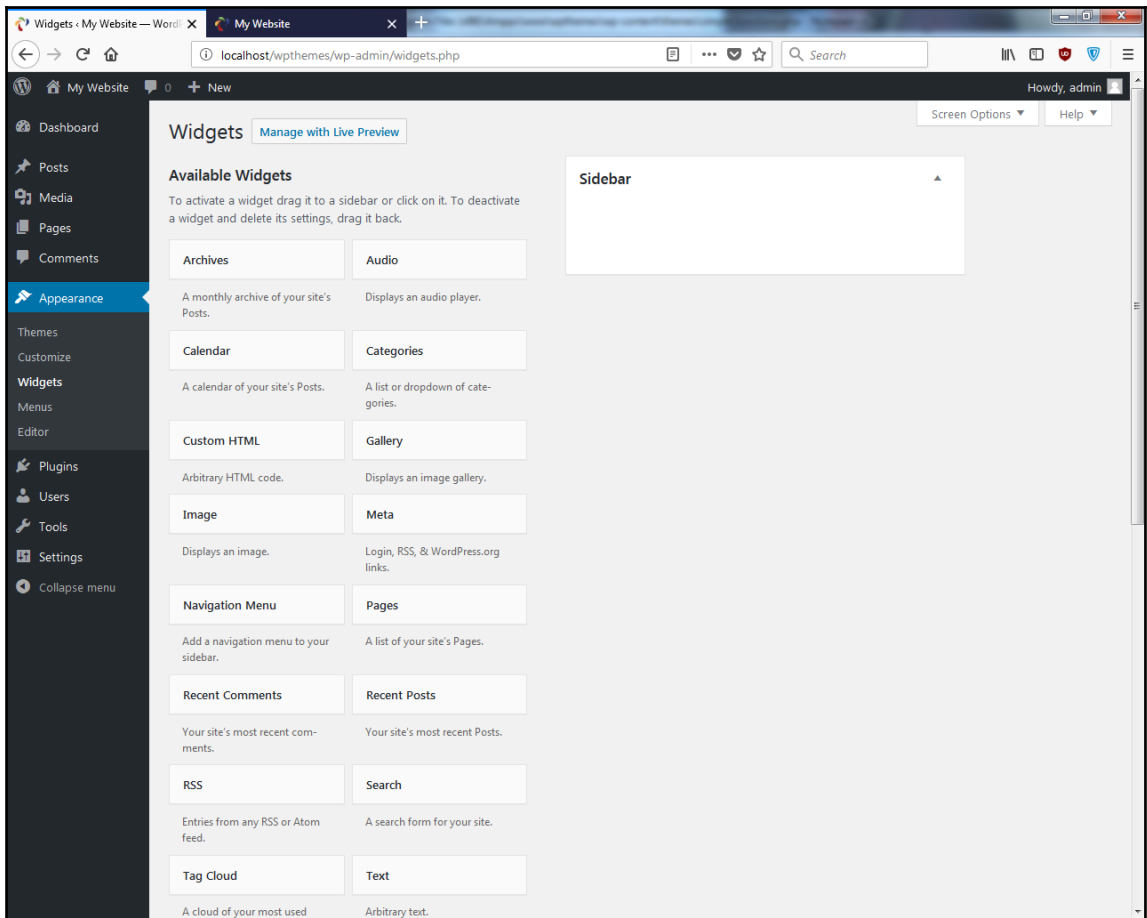 Widgets ‹ My Website — Word
My Website
localhost/wpthemes/wp-admin/widgets.php
Search
My Website
0
New
Howdy, admin
Dashboard
Posts
Media
Pages
Comments
Appearance
Themes
Customize
Widgets
Menus
Editor
Plugins
Users
Tools
Settings
Collapse menu
Screen Options
Help
Widgets
Manage with Live Preview
Available Widgets
To activate a widget drag it to a sidebar or click on it. To deactivate
a widget and delete its settings, drag it back.
Sidebar
Archives
A monthly archive of your site's
Posts.
Audio
Displays an audio player.
Calendar
A calendar of your site's Posts.
Categories
A list or dropdown of cate-
gories.
Custom HTML
Arbitrary HTML code.
Gallery
Displays an image gallery.
Image
Displays an image.
Meta
Login, RSS, & WordPress.org
links.
Navigation Menu
Add a navigation menu to your
sidebar.
Pages
A list of your site's Pages.
Recent Comments
Your site's most recent com-
ments.
Recent Posts
Your site's most recent Posts.
RSS
Entries from any RSS or Atom
feed.
Search
A search form for your site.
Tag Cloud
A cloud of your most used
Text
Arbitrary text.